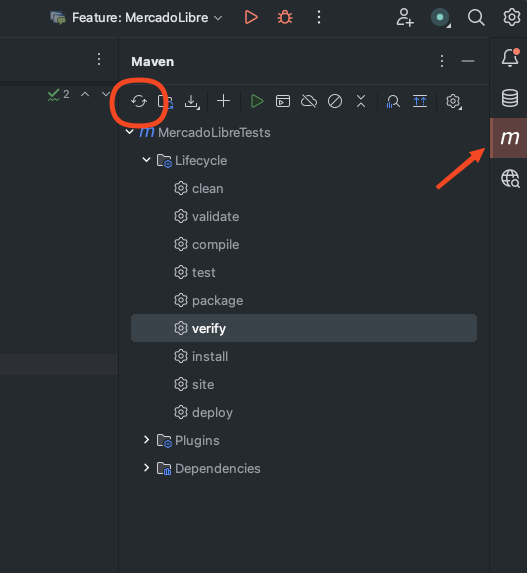 Feature: MercadoLibre
Maven
2
m MercadoLibreTests
m
Lifecycle
clean
validate
compile
test
package
verify
install
site
deploy
Plugins
Dependencies